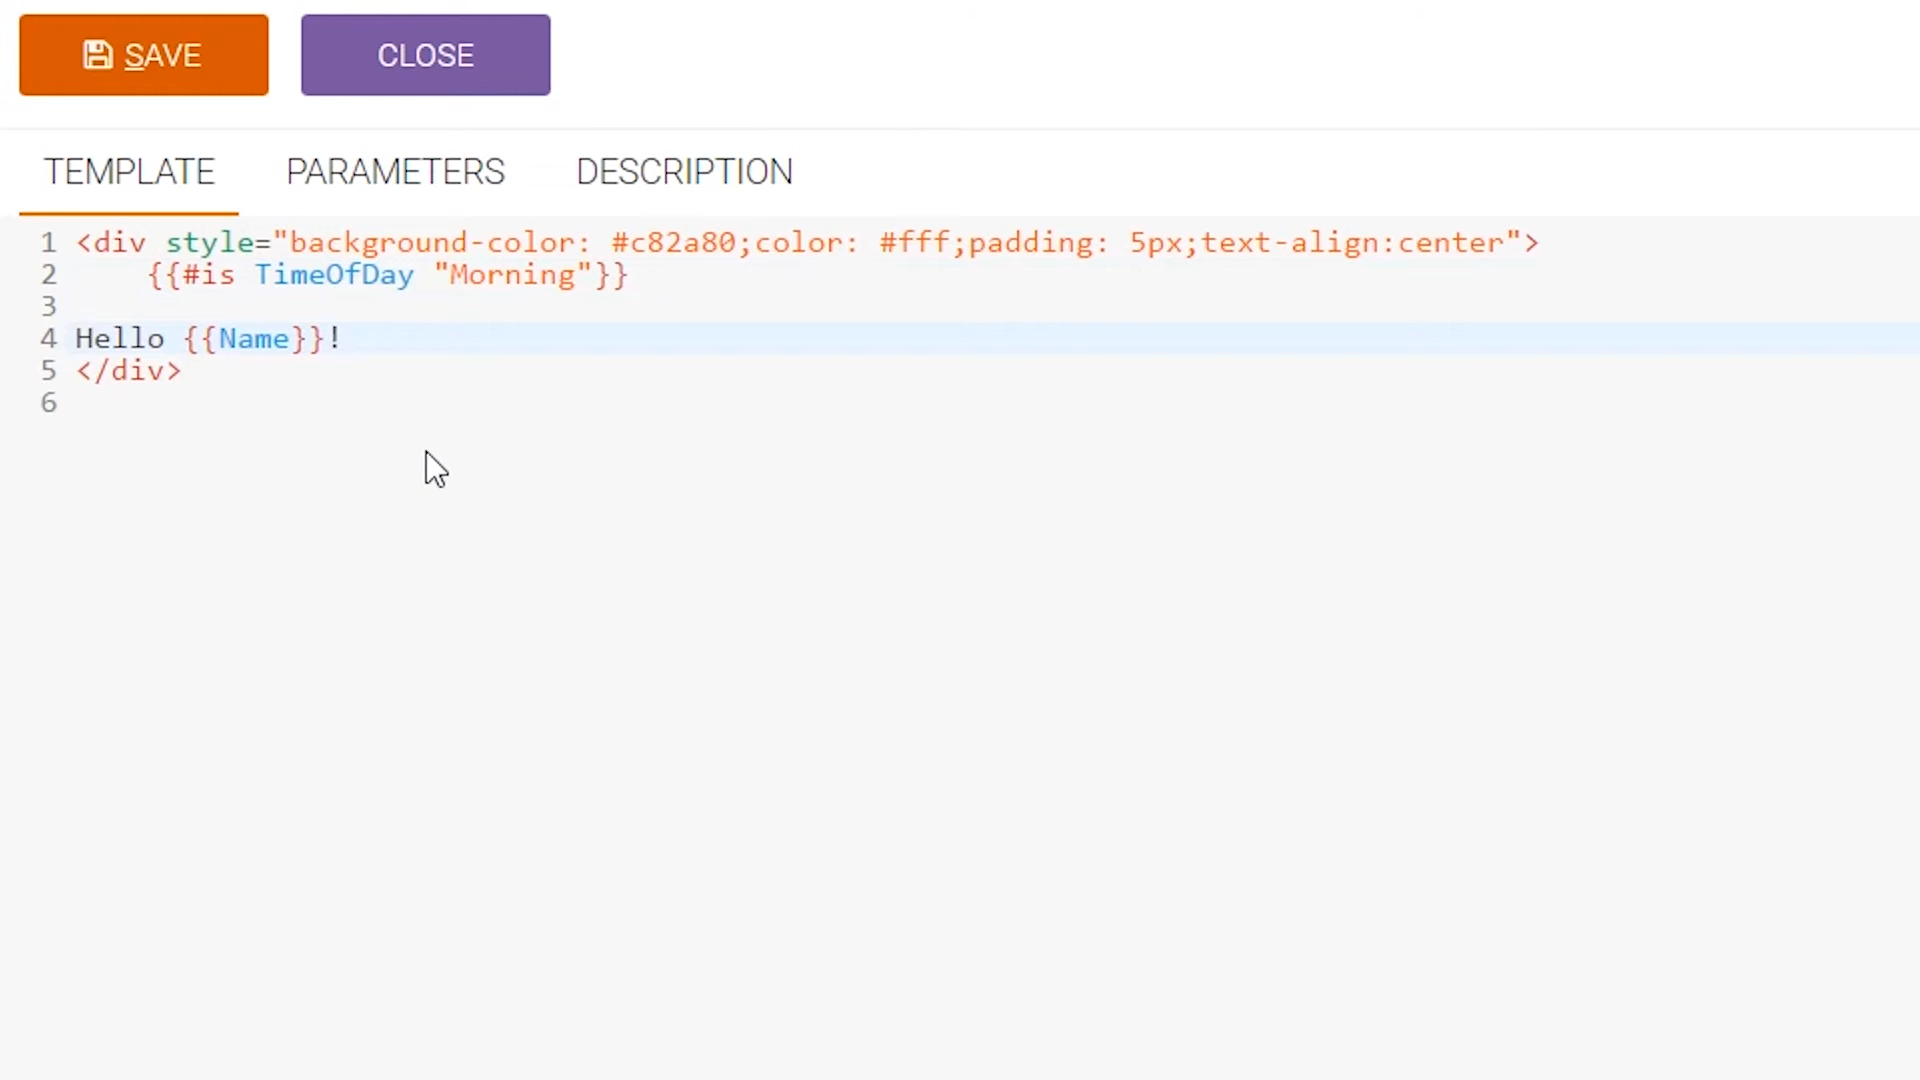 SAVE
CLOSE
TEMPLATE PARAMETERS DESCRIPTION
1 <div style="background-color: #c82a80;color: #fff;padding: 5px;text-align:center">
2 {{#is TimeOfDay "Morning"}}
3
4 Hello {{Name}}!
5 </div>
6